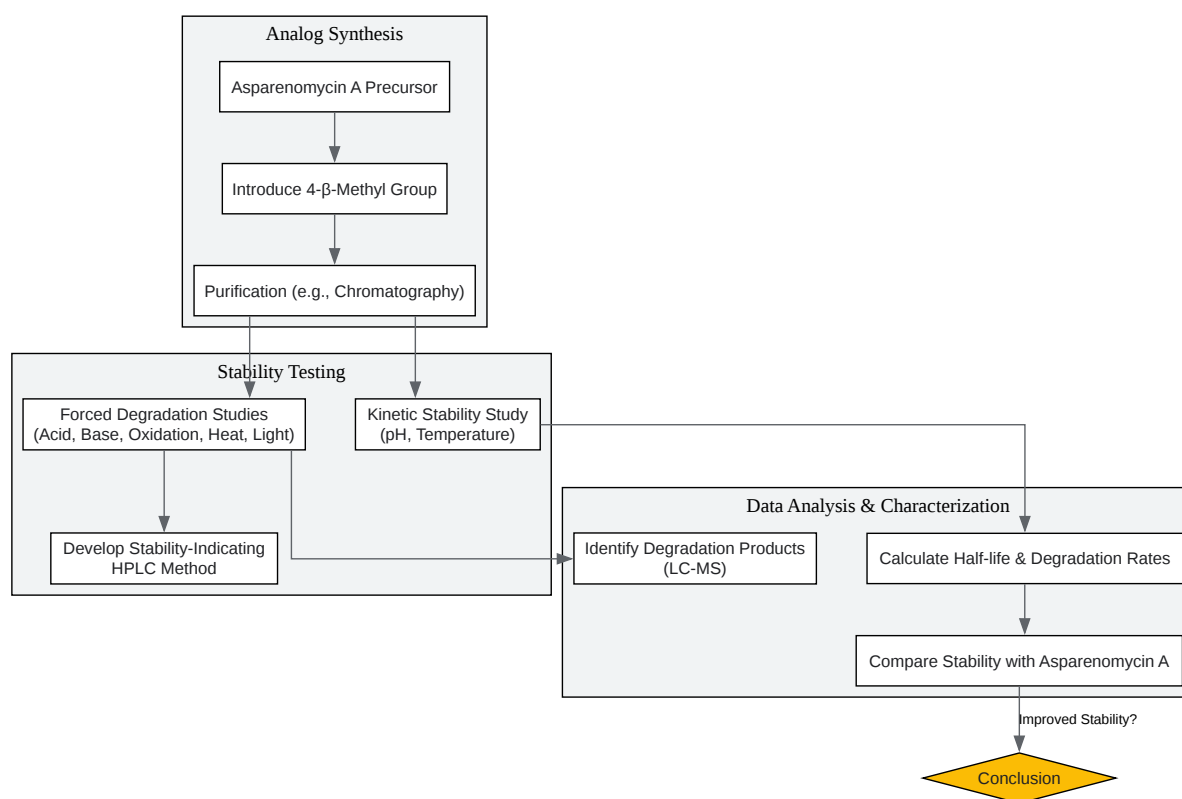 Analog Synthesis
Asparenomycin A Precursor
Introduce 4-β-Methyl Group
Purification (e.g., Chromatography)
Stability Testing
Forced Degradation Studies
(Acid, Base, Oxidation, Heat, Light)
Kinetic Stability Study
(pH, Temperature)
Develop Stability-Indicating
HPLC Method
Data Analysis & Characterization
Identify Degradation Products
(LC-MS)
Calculate Half-life & Degradation Rates
Compare Stability with Asparenomycin A
Improved Stability?
Conclusion